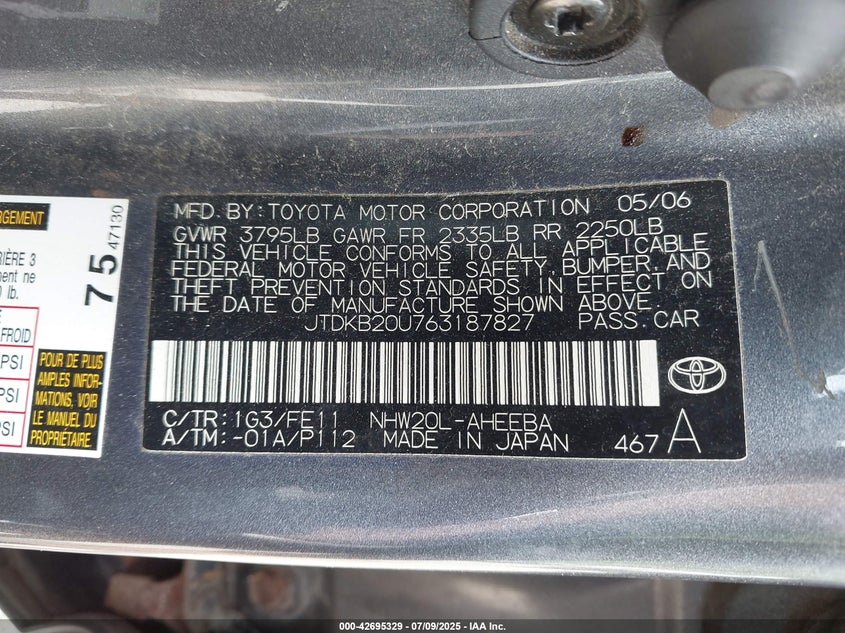 RGEMENT
RIÈRE 3
ment ne
lb.
75
47130
FROID
PSI
PSI
PSI
POUR DE PLUS
AMPLES INFOR-
MATIONS, VOIR
LE MANUEL DU
PROPRIÉTAIRE.
MFD.BY:TOYOTA MOTOR CORPORATION 05/06
GVWR 3795LB GAWR FR 2335LB RR 2250LB
THIS VEHICLE CONFORMS TO ALL APPLICABLE
FEDERAL MOTOR VEHICLE SAFETY, BUMPER, AND
THEFT PREVENTION STANDARDS IN EFFECT ON
THE DATE OF MANUFACTURE SHOWN ABOVE.
JTDKB20U763187827 PASS.CAR
C/TR:1G3/FE11 NHW20L-AHEEBA
A/TM:-01A/P112 MADE IN JAPAN 467 A
000-42695329 / 07/09/2025 - IAA Inc.